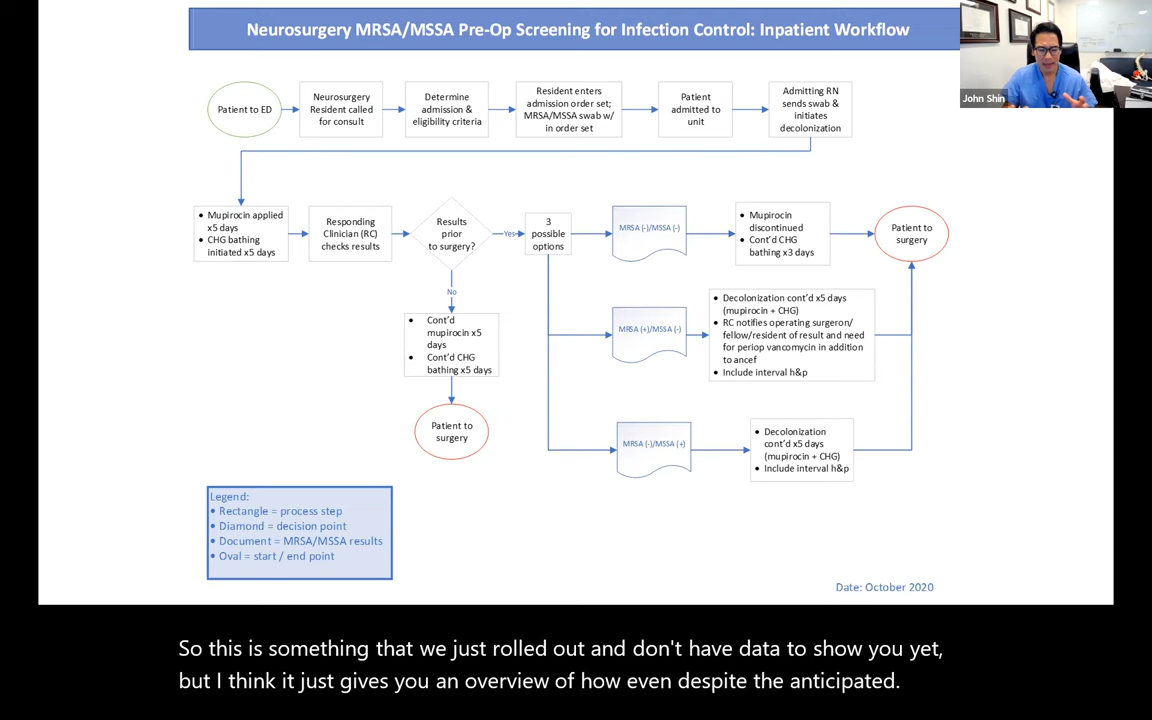 Neurosurgery MRSA/MSSA Pre-Op Screening for Infection Control: Inpatient Workflow
John Shin
Patient to ED
Neurosurgery
Resident called
for consult
Determine
admission &
eligibility criteria
Resident enters
admission order set;
MRSA/MSSA swab w/
in order set
Patient
admitted to
unit
Admitting RN
sends swab &
initiates
decolonization
• Mupirocin applied
x5 days
• CHG bathing
initiated x5 days
Responding
Clinician (RC)
checks results
Results
prior
to surgery?
Yes
3
possible
options
MRSA (-)/MSSA (-)
• Mupirocin
discontinued
• Cont'd CHG
bathing x3 days
Patient to
surgery
No
• Cont'd
mupirocin x5
days
• Cont'd CHG
bathing x5 days
Patient to
surgery
MRSA (+)/MSSA (-)
• Decolonization cont'd x5 days
(mupirocin + CHG)
• RC notifies operating surgeron/
fellow/resident of result and need
for periop vancomycin in addition
to ancef
• Include interval h&p
MRSA (-)/MSSA (+)
• Decolonization
cont'd x5 days
(mupirocin + CHG)
• Include interval h&p
Legend:
• Rectangle = process step
• Diamond = decision point
• Document = MRSA/MSSA results
• Oval = start / end point
Date: October 2020
So this is something that we just rolled out and don't have data to show you yet,
but I think it just gives you an overview of how even despite the anticipated.